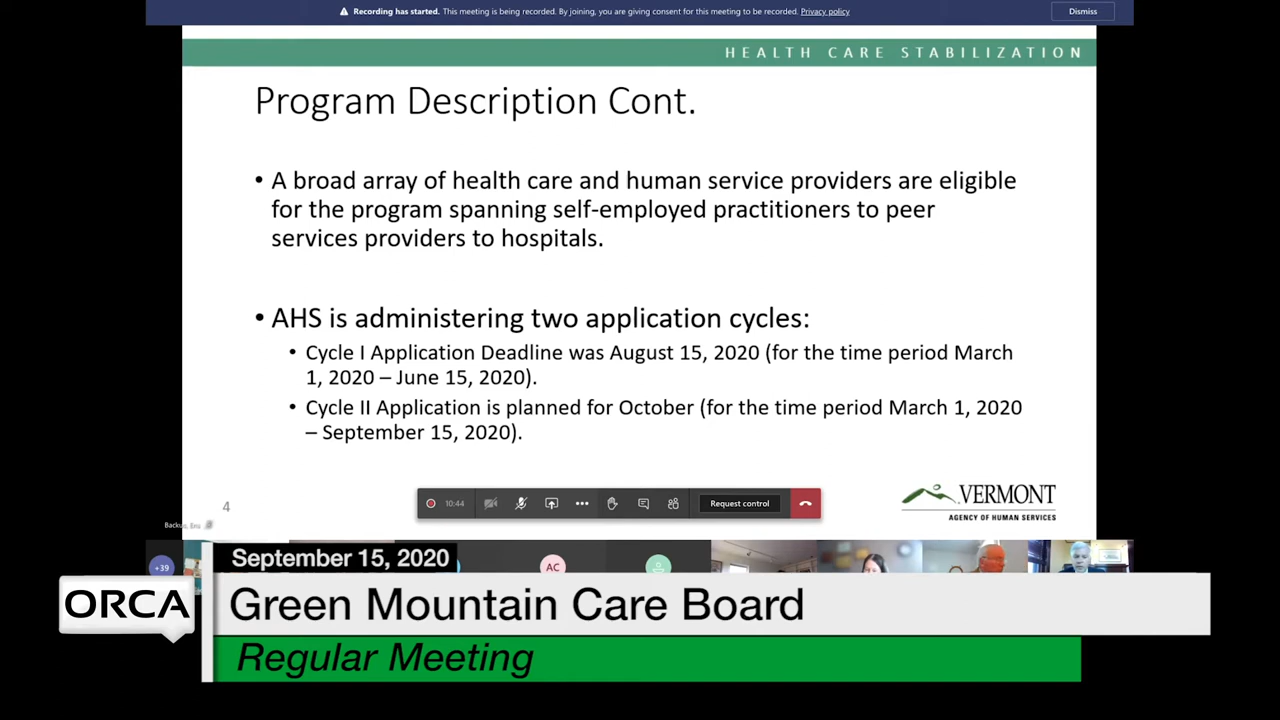 Recording has started. This meeting is being recorded. By joining, you are giving consent for this meeting to be recorded. Privacy policy
Dismiss
HEALTH CARE STABILIZATION
Program Description Cont.
• A broad array of health care and human service providers are eligible
for the program spanning self-employed practitioners to peer
services providers to hospitals.
• AHS is administering two application cycles:
• Cycle I Application Deadline was August 15, 2020 (for the time period March
1, 2020 – June 15, 2020).
• Cycle II Application is planned for October (for the time period March 1, 2020
– September 15, 2020).
10:44
Request control
4
VERMONT
AGENCY OF HUMAN SERVICES
+39
AC
September 15, 2020
ORCA
Green Mountain Care Board
Regular Meeting